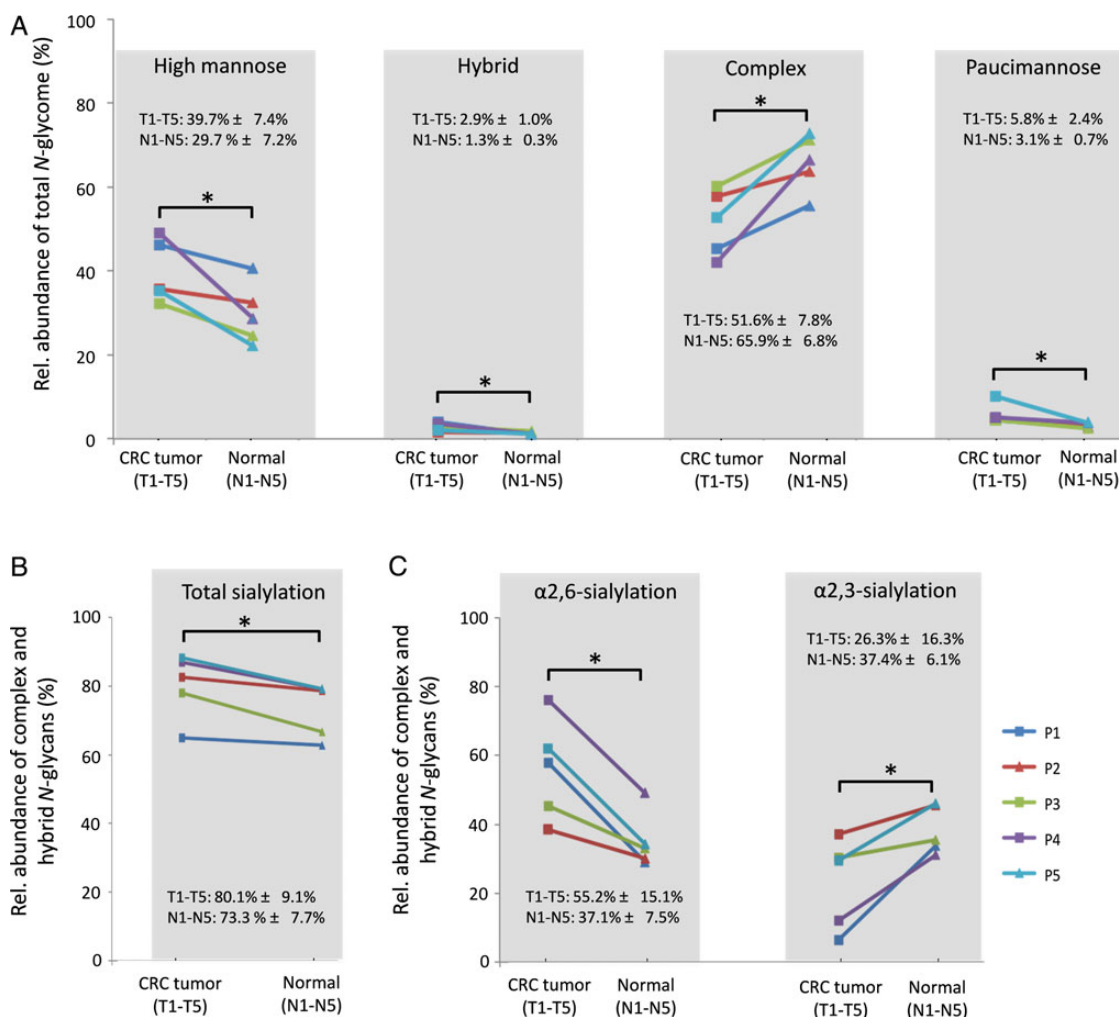 A
Rel. abundance of total N-glycome (%)
100
80
60
40
20
0
High mannose
T1-T5: 39.7% ± 7.4%
N1-N5: 29.7 % ± 7.2%
*
CRC tumor
(T1-T5)
Normal
(N1-N5)
Hybrid
T1-T5: 2.9% ± 1.0%
N1-N5: 1.3% ± 0.3%
*
CRC tumor
(T1-T5)
Normal
(N1-N5)
Complex
*
T1-T5: 51.6% ± 7.8%
N1-N5: 65.9% ± 6.8%
CRC tumor
(T1-T5)
Normal
(N1-N5)
Paucimannose
T1-T5: 5.8% ± 2.4%
N1-N5: 3.1% ± 0.7%
*
CRC tumor
(T1-T5)
Normal
(N1-N5)
B
Rel. abundance of complex and
hybrid N-glycans (%)
100
80
60
40
20
0
Total sialylation
*
T1-T5: 80.1% ± 9.1%
N1-N5: 73.3 % ± 7.7%
CRC tumor
(T1-T5)
Normal
(N1-N5)
C
Rel. abundance of complex and
hybrid N-glycans (%)
100
80
60
40
20
0
α2,6-sialylation
*
T1-T5: 55.2% ± 15.1%
N1-N5: 37.1% ± 7.5%
CRC tumor
(T1-T5)
Normal
(N1-N5)
α2,3-sialylation
T1-T5: 26.3% ± 16.3%
N1-N5: 37.4% ± 6.1%
*
CRC tumor
(T1-T5)
Normal
(N1-N5)
P1
P2
P3
P4
P5